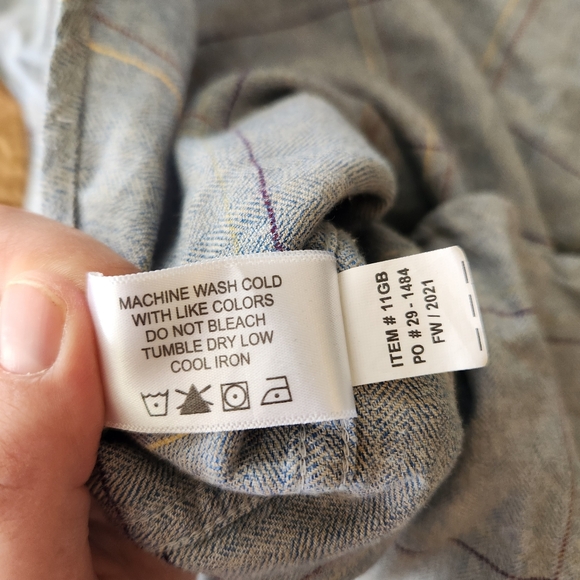 MACHINE WASH COLD
WITH LIKE COLORS
DO NOT BLEACH
TUMBLE DRY LOW
COOL IRON
ITEM # 11GB
PO # 29 - 1484
FW / 2021